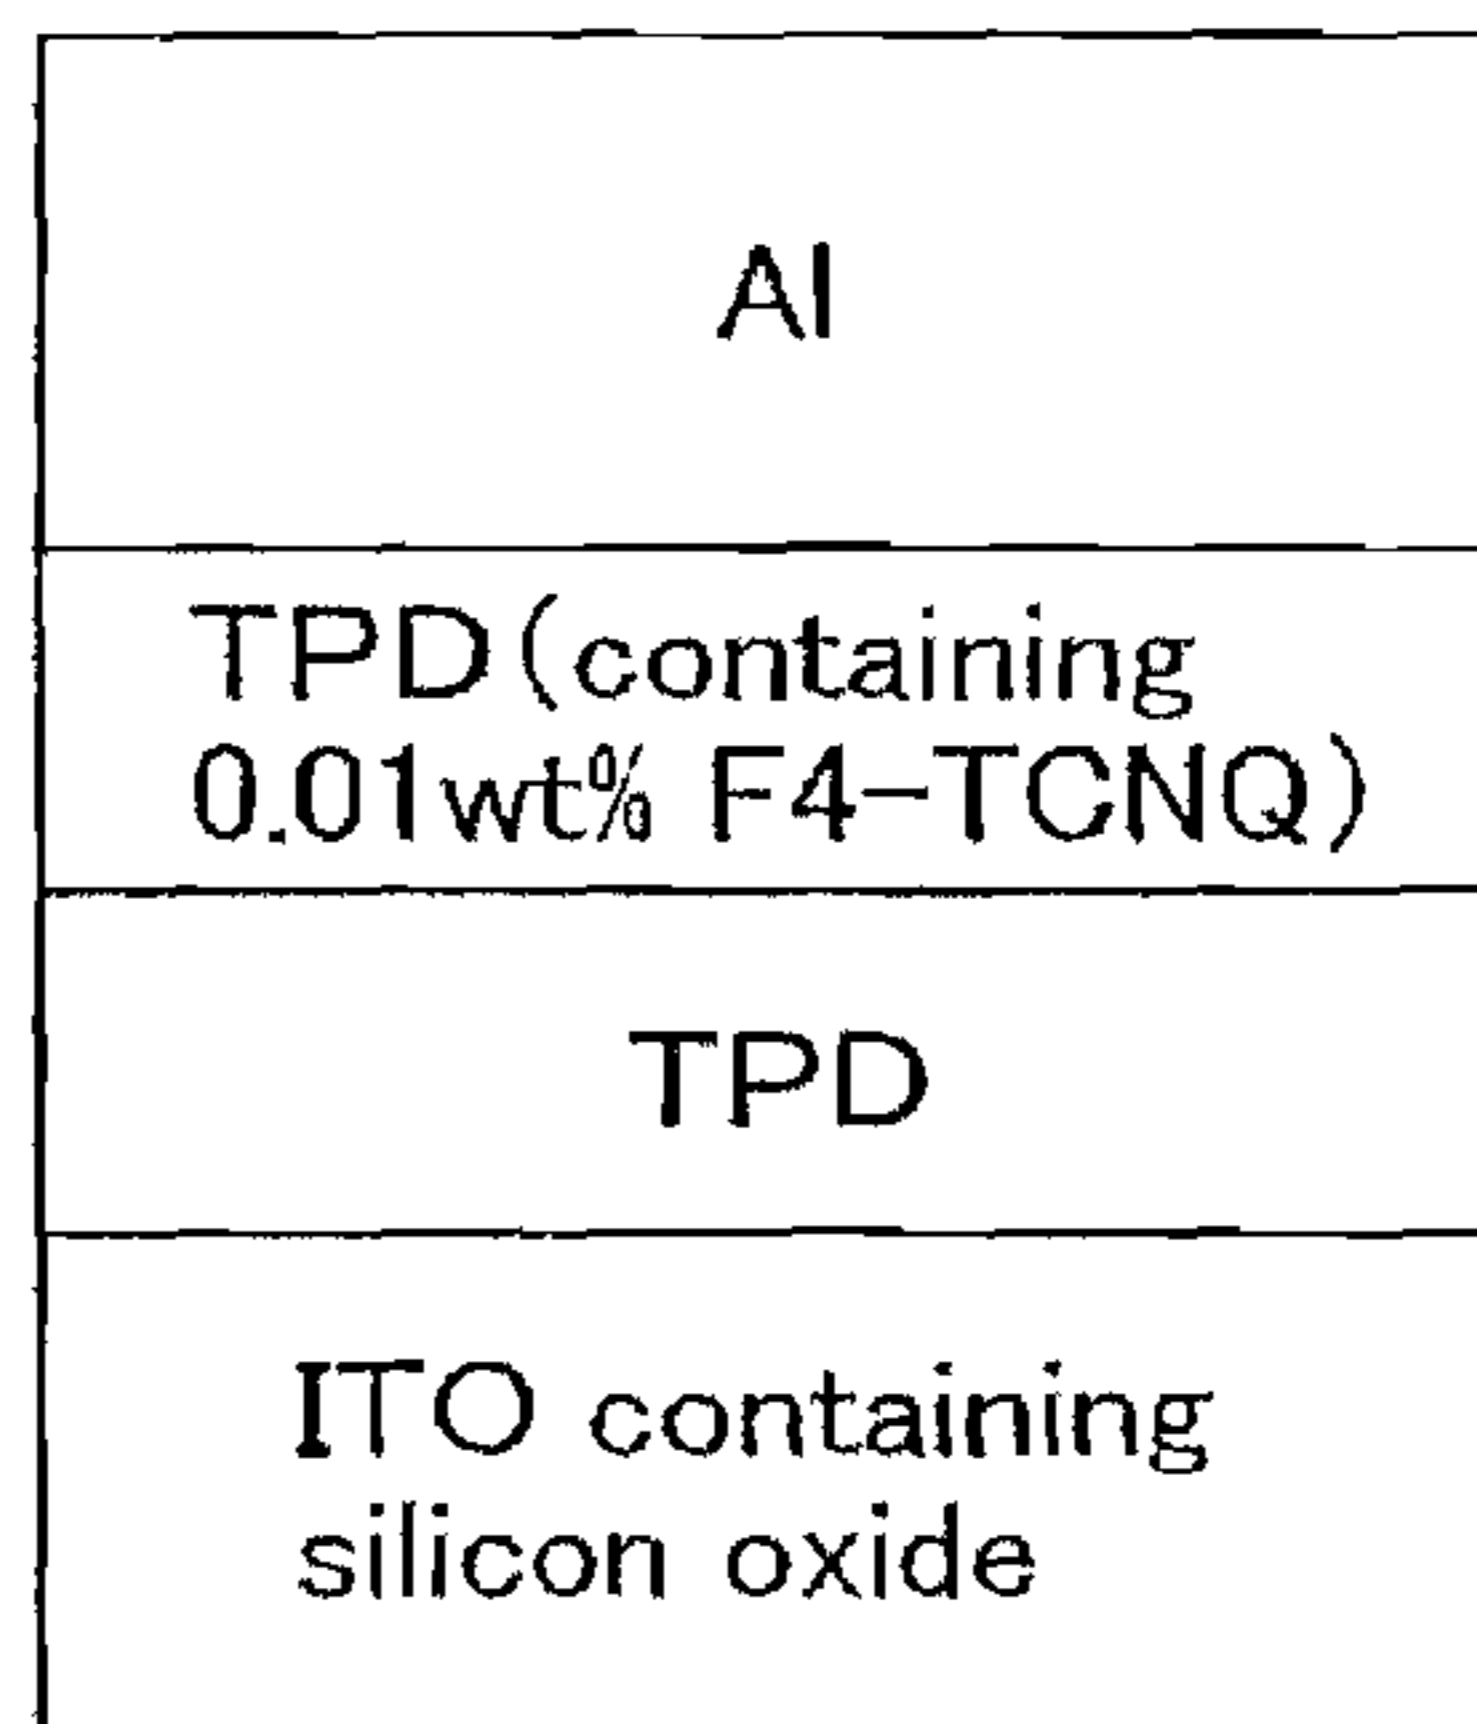 Al
TPD(containing
0.01wt% F4-TCNQ)
TPD
ITO containing
silicon oxide